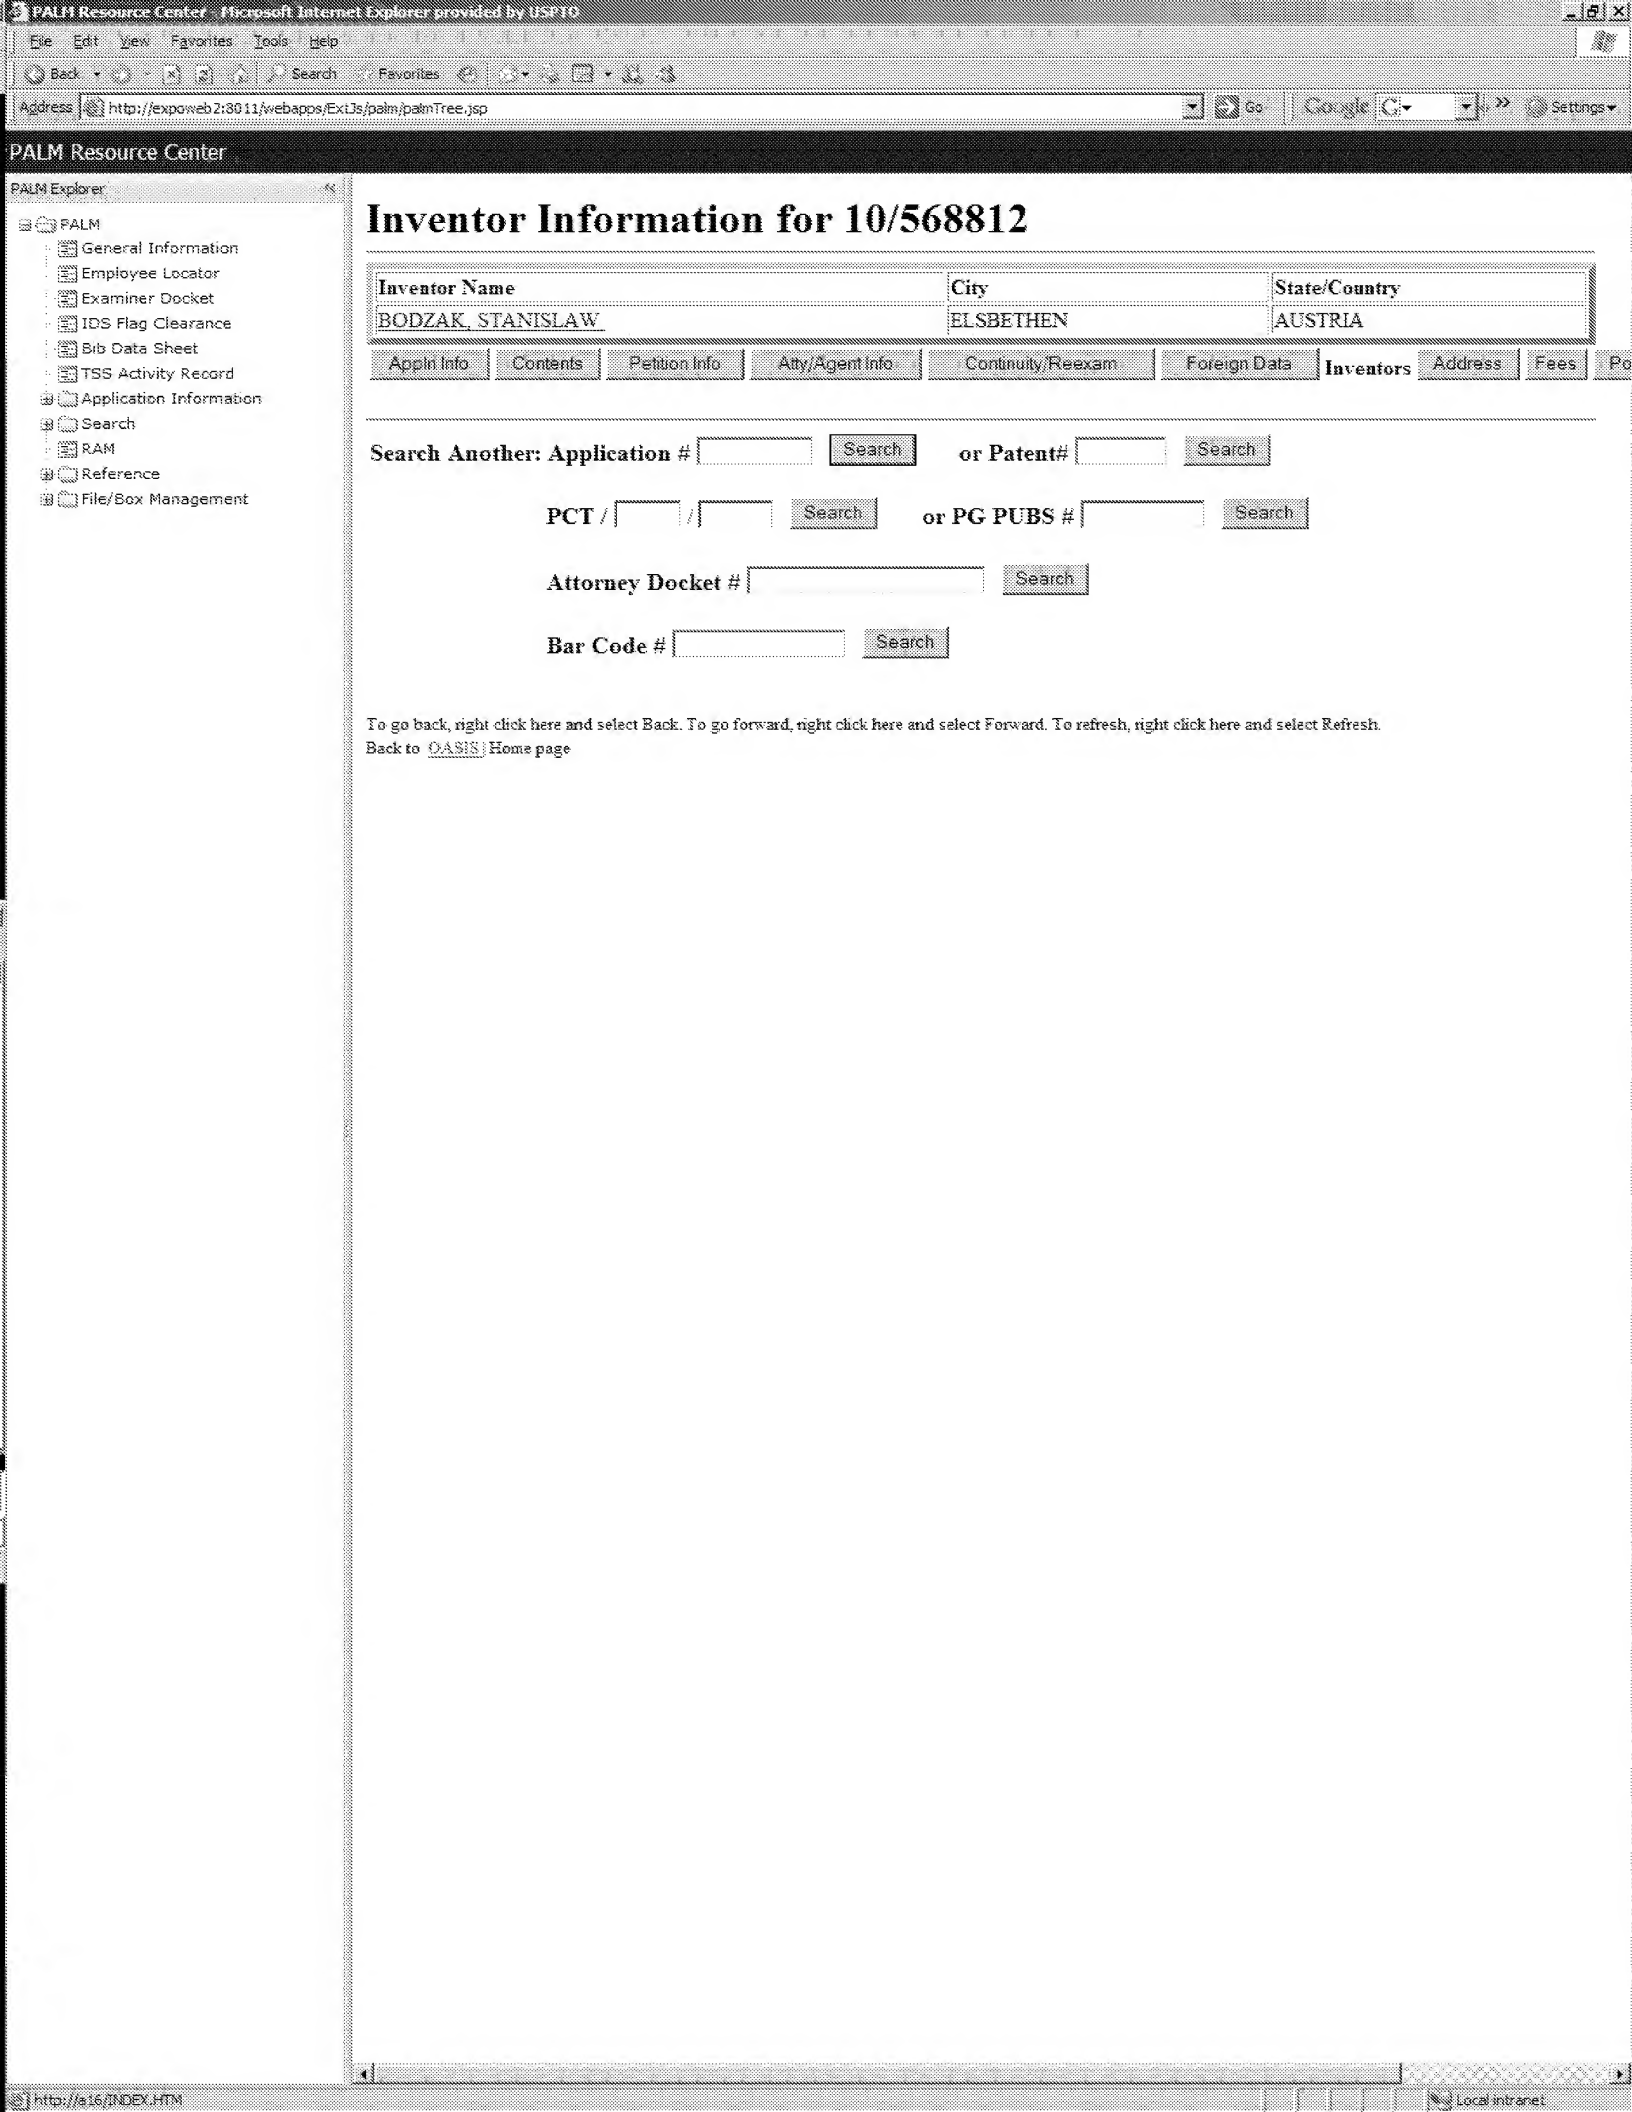 PALM Resource Center - Microsoft Internet Explorer provided by USPTO
File Edit View Favorites Tools Help
Back Search Favorites
Address http://expoweb2:8011/webapps/ExtJs/palm/palmTree.jsp Go Google G Settings
PALM Resource Center
PALM Explorer
PALM
General Information
Employee Locator
Examiner Docket
IDS Flag Clearance
Bib Data Sheet
TSS Activity Record
Application Information
Search
RAM
Reference
File/Box Management
Inventor Information for 10/568812
Inventor Name City State/Country
BODZAK, STANISLAW ELSBETHEN AUSTRIA
Appln Info Contents Petition Info Atty/Agent Info Continuity/Reexam Foreign Data Inventors Address Fees Po
Search Another: Application # Search or Patent# Search
PCT / / Search or PG PUBS # Search
Attorney Docket # Search
Bar Code # Search
To go back, right click here and select Back. To go forward, right click here and select Forward. To refresh, right click here and select Refresh.
Back to OASIS | Home page
http://a16/INDEX.HTM Local intranet